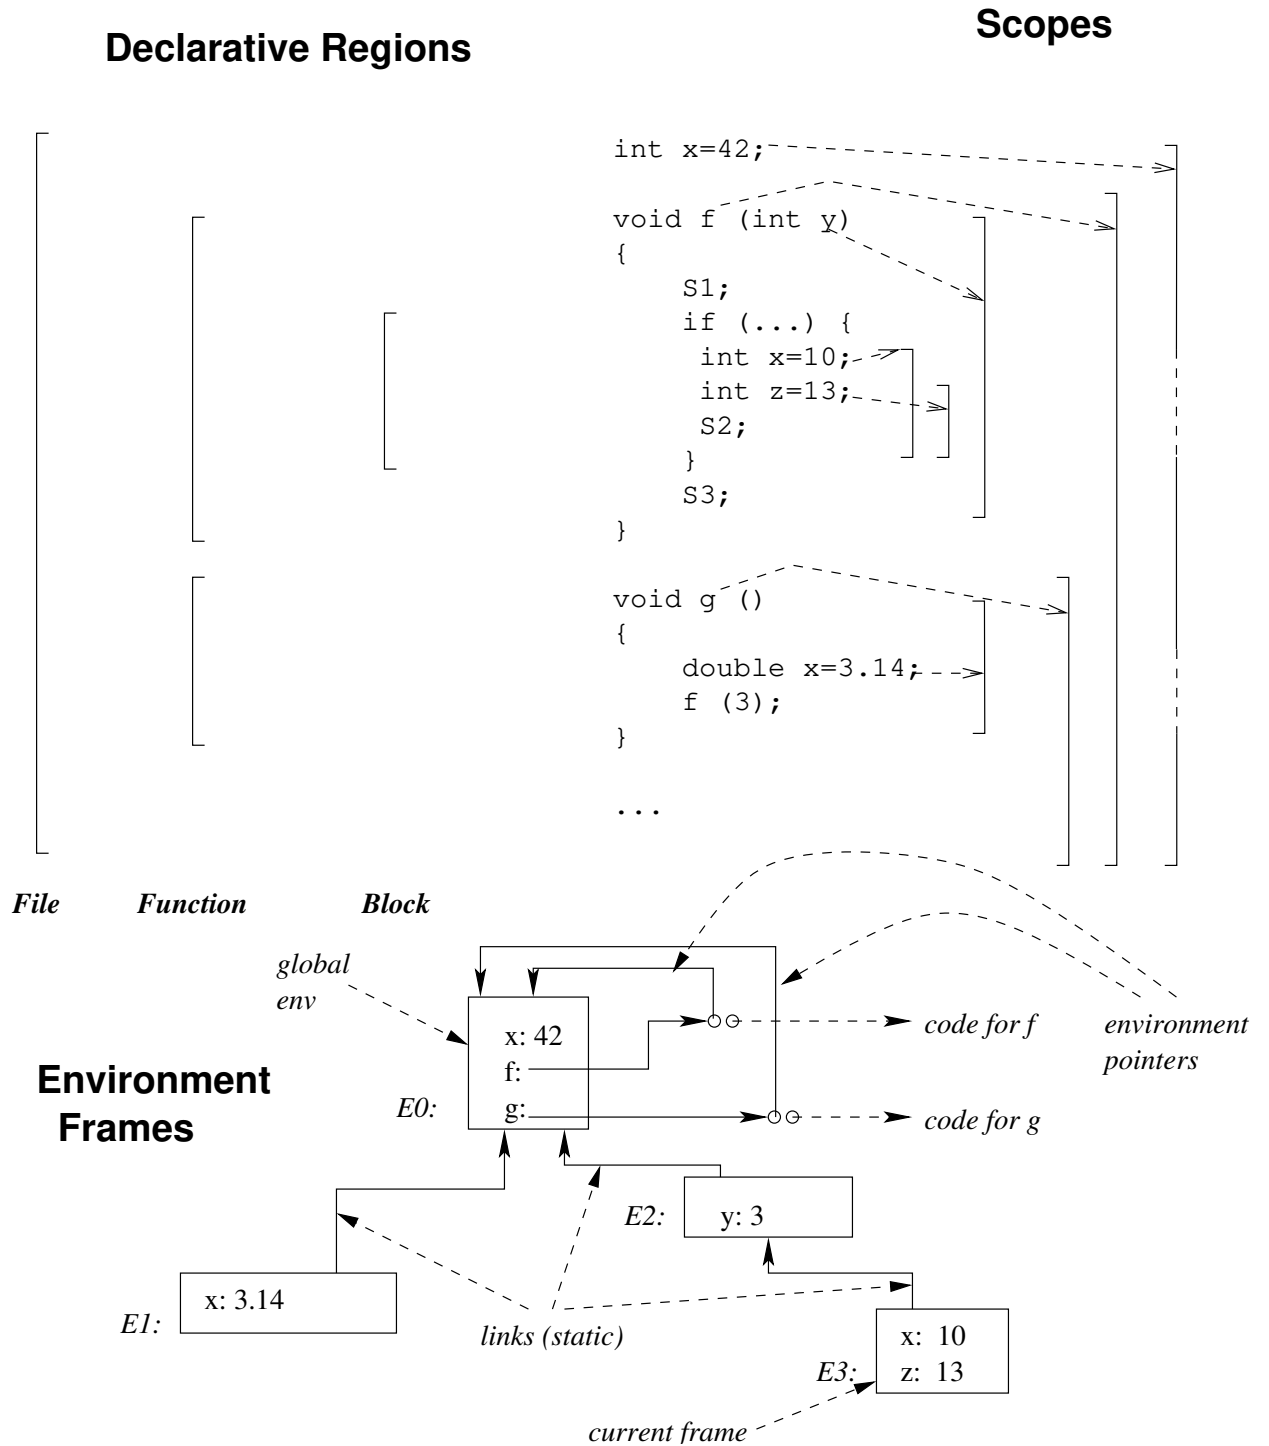 Declarative Regions
Scopes
int x=42;
void f (int y)
{
S1;
if (...) {
int x=10;
int z=13;
S2;
}
S3;
}
void g ()
{
double x=3.14;
f (3);
}
...
File Function Block
global
env
x: 42
f:
g:
E0:
code for f
code for g
environment
pointers
Environment
Frames
E2:
y: 3
x: 3.14
E1:
links (static)
x: 10
z: 13
E3:
current frame